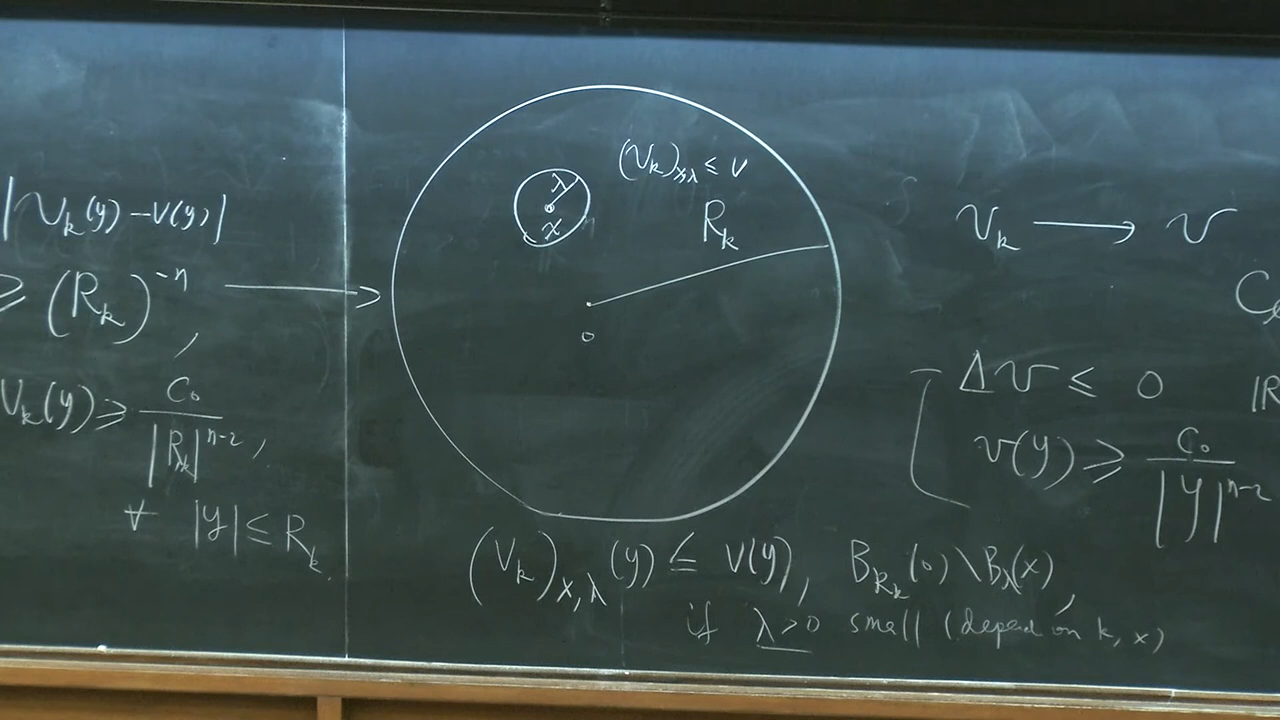 |v_k(y) - v(y)|
≥ (R_k)^{-n},
v_k(y) ≥ C_0 / |R_k|^{n-2},
∀ |y| ≤ R_k.
(v_k)_{x,λ} ≤ v
λ
x
R_k
0
(v_k)_{x,λ}(y) ≤ v(y), B_{R_k}(0) \ B_λ(x),
if λ>0 small (depend on k, x)
v_k ⟶ v
Δv ≤ 0 ℝ
v(y) ≥ C_0 / |y|^{n-2}